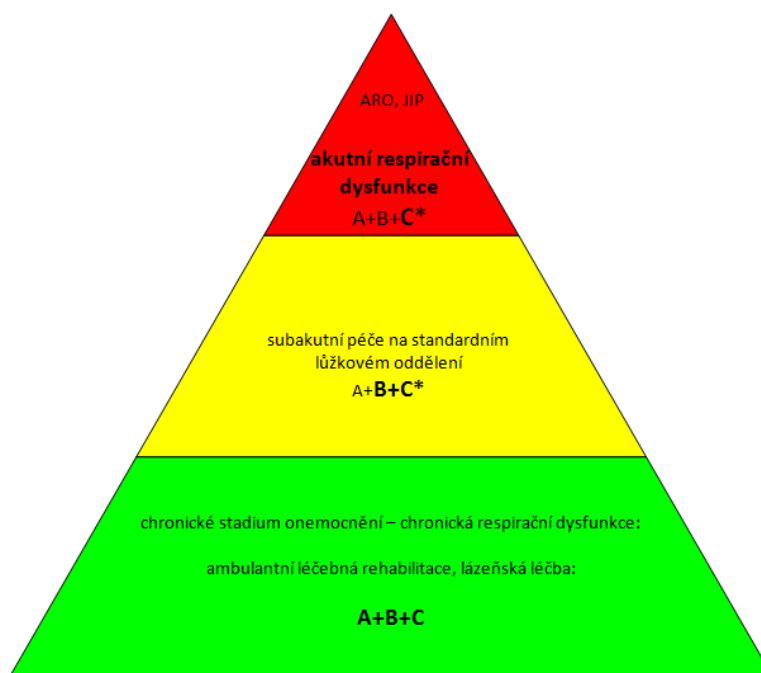 ARO, JIP
akutní respirační
dysfunkce
A+B+C*
subakutní péče na standardním
lůžkovém oddělení
A+B+C*
chronické stadium onemocnění – chronická respirační dysfunkce:
ambulantní léčebná rehabilitace, lázeňská léčba:
A+B+C